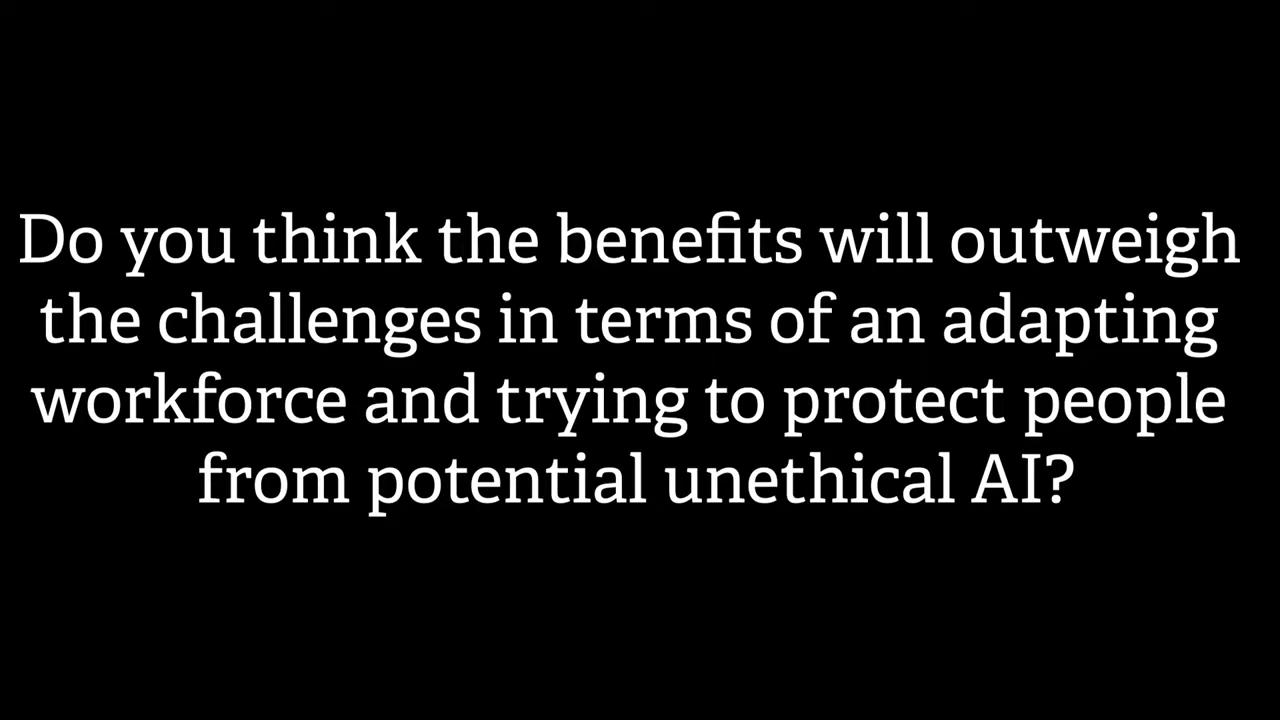 Do you think the benefits will outweigh
the challenges in terms of an adapting
workforce and trying to protect people
from potential unethical AI?